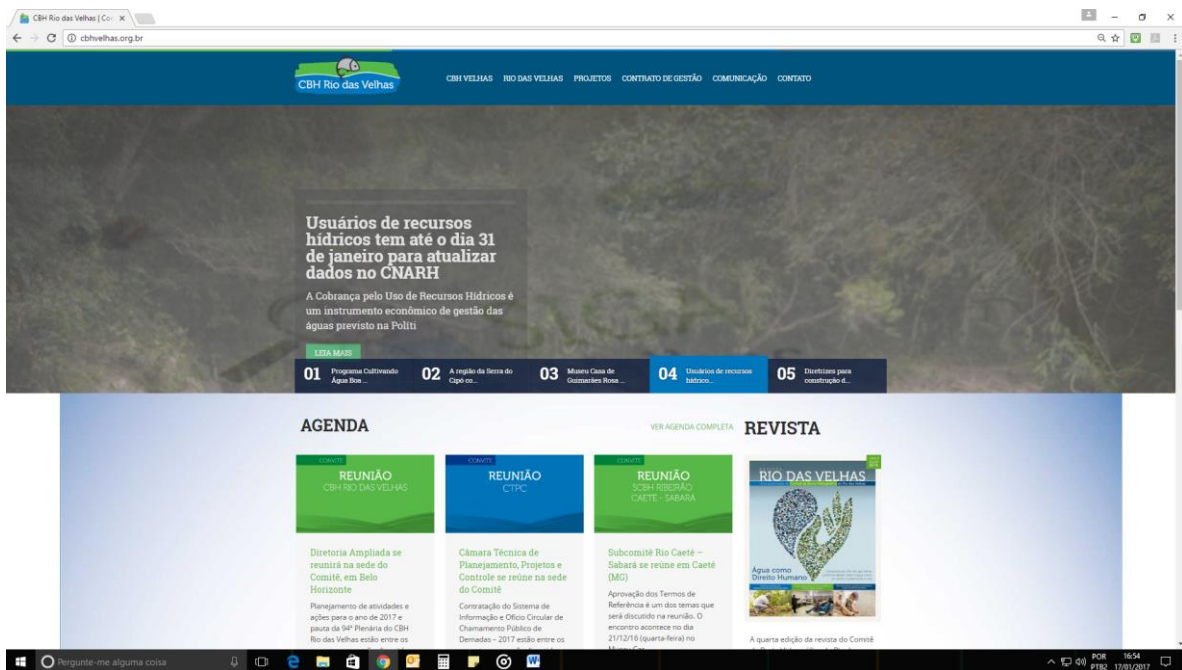 CBH Rio das Velhas | Co
cbhvelhas.org.br
CBH Rio das Velhas
CBH VELHAS RIO DAS VELHAS PROJETOS CONTRATO DE GESTÃO COMUNICAÇÃO CONTATO
Usuários de recursos
hídricos tem até o dia 31
de janeiro para atualizar
dados no CNARH
A Cobrança pelo Uso de Recursos Hídricos é
um instrumento econômico de gestão das
águas previsto na Políti
LEIA MAIS
01 Programa Cultivando
Água Boa ...
02 A região da Serra do
Cipó co...
03 Museu Casa de
Guimarães Rosa ...
04 Usuários de recursos
hídrico...
05 Diretrizes para
construção d...
AGENDA
VER AGENDA COMPLETA
REVISTA
CONVITE
REUNIÃO
CBH RIO DAS VELHAS
Diretoria Ampliada se
reunirá na sede do
Comitê, em Belo
Horizonte
Planejamento de atividades e
ações para o ano de 2017 e
pauta da 94ª Plenária do CBH
Rio das Velhas estão entre os
CONVITE
REUNIÃO
CTPC
Câmara Técnica de
Planejamento, Projetos e
Controle se reúne na sede
do Comitê
Contratação do Sistema de
Informação e Ofício Circular de
Chamamento Público de
Demadas – 2017 estão entre os
CONVITE
REUNIÃO
SCBH RIBEIRÃO
CAETÉ - SABARÁ
Subcomitê Rio Caeté –
Sabará se reúne em Caeté
(MG)
Aprovação dos Termos de
Referência é um dos temas que
será discutido na reunião. O
encontro acontece no dia
21/12/16 (quarta-feira) no
REVISTA
RIO DAS VELHAS
Água como
Direito Humano
A quarta edição da revista do Comitê
Pergunte-me alguma coisa
POR
PTB2
16:54
17/01/2017